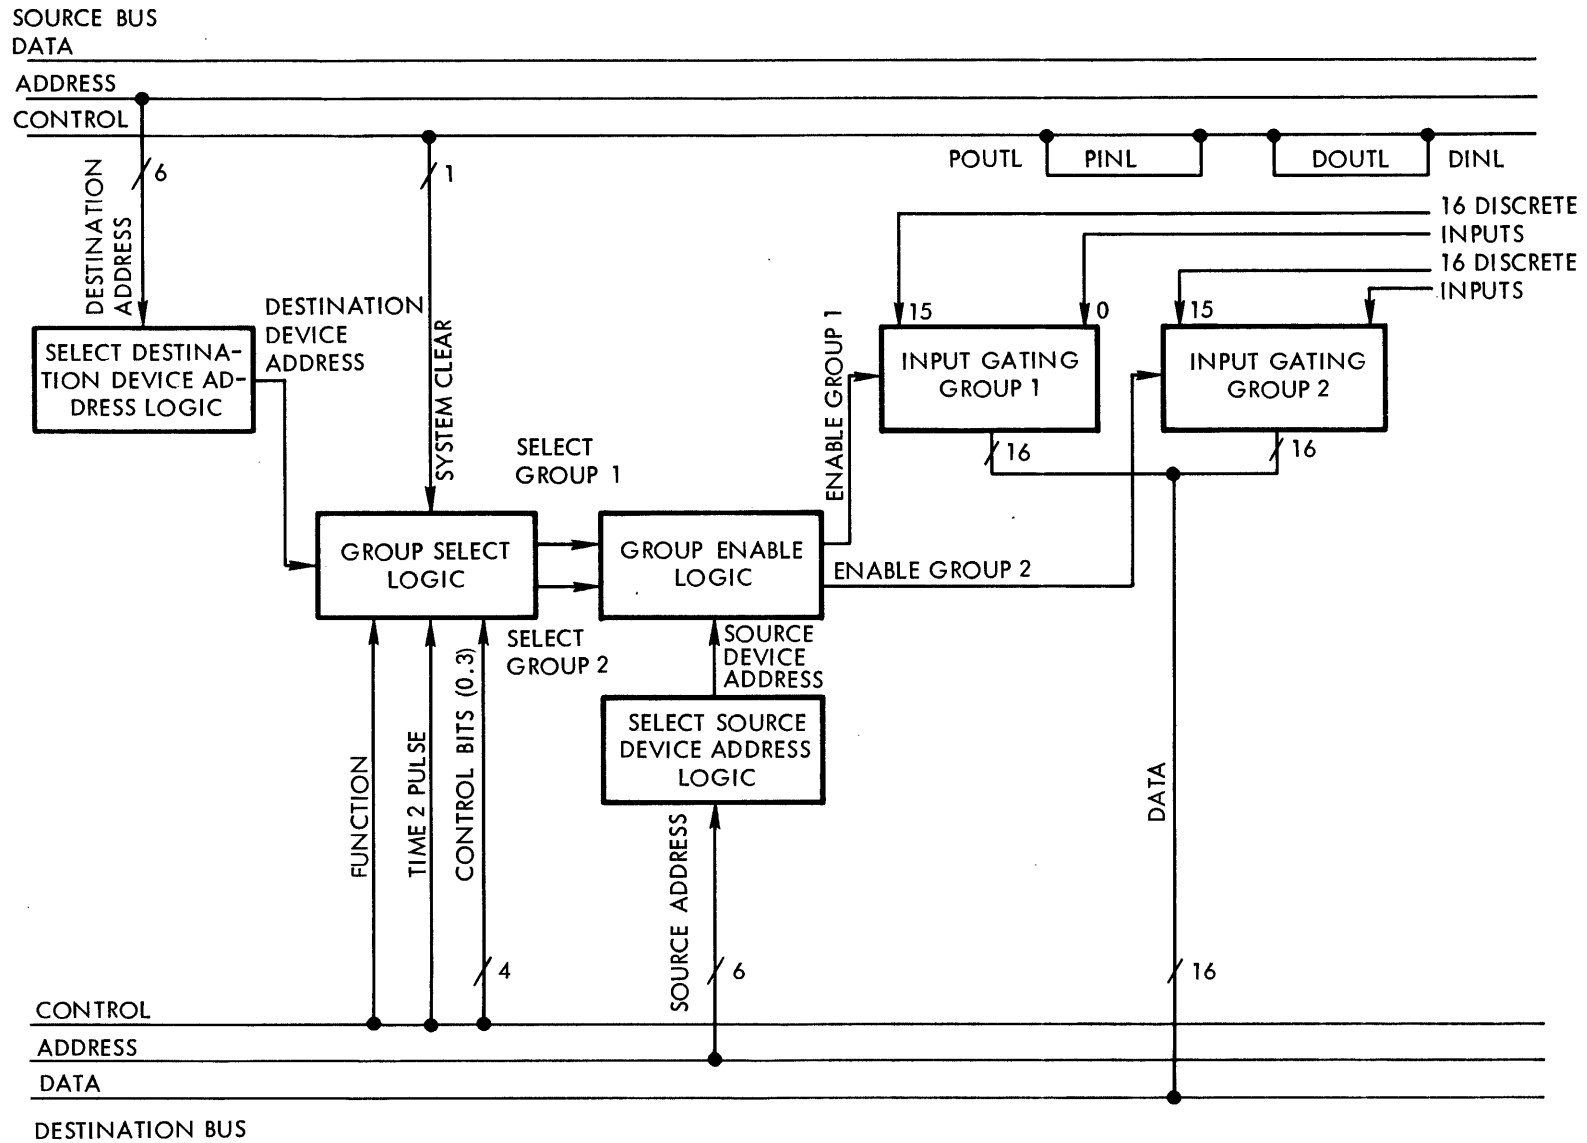 SOURCE BUS
DATA
ADDRESS
CONTROL
6
1
POUTL
PINL
DOUTL
DINL
DESTINATION
ADDRESS
16 DISCRETE
INPUTS
16 DISCRETE
INPUTS
DESTINATION
DEVICE
ADDRESS
SYSTEM CLEAR
15
0
15
SELECT DESTINA-
TION DEVICE AD-
DRESS LOGIC
INPUT GATING
GROUP 1
INPUT GATING
GROUP 2
ENABLE GROUP 1
16
16
SELECT
GROUP 1
GROUP SELECT
LOGIC
GROUP ENABLE
LOGIC
ENABLE GROUP 2
SELECT
GROUP 2
SOURCE
DEVICE
ADDRESS
SELECT SOURCE
DEVICE ADDRESS
LOGIC
FUNCTION
TIME 2 PULSE
CONTROL BITS (0.3)
SOURCE ADDRESS
DATA
4
6
16
CONTROL
ADDRESS
DATA
DESTINATION BUS